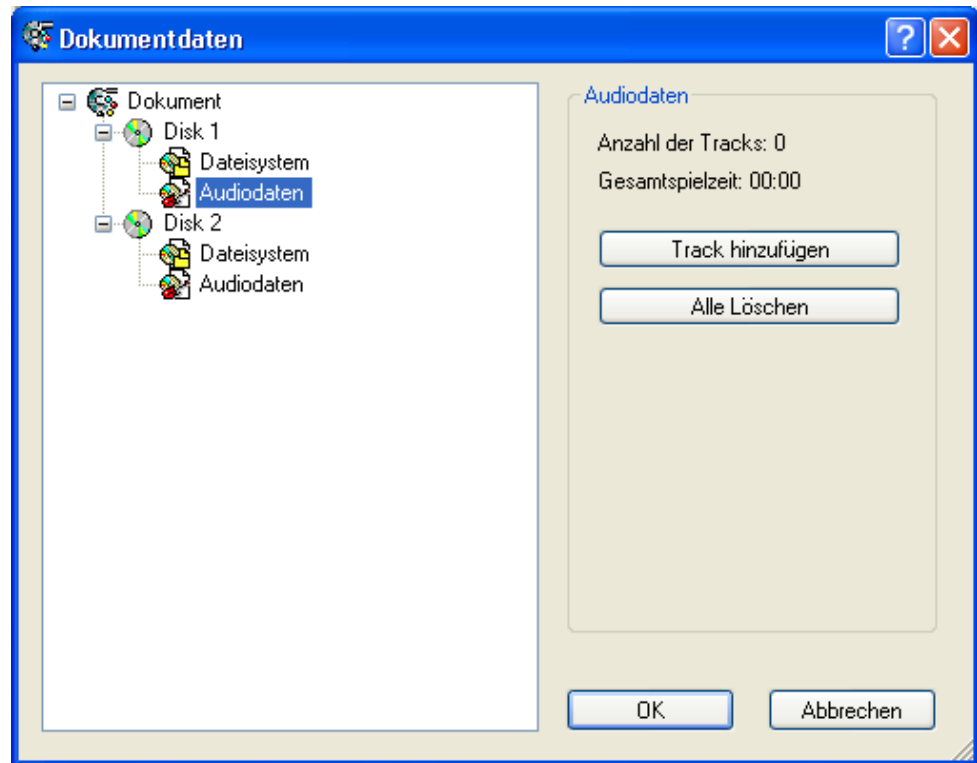 Dokumentdaten
Dokument
Disk 1
Dateisystem
Audiodaten
Disk 2
Dateisystem
Audiodaten
Audiodaten
Anzahl der Tracks: 0
Gesamtspielzeit: 00:00
Track hinzufügen
Alle Löschen
OK
Abbrechen